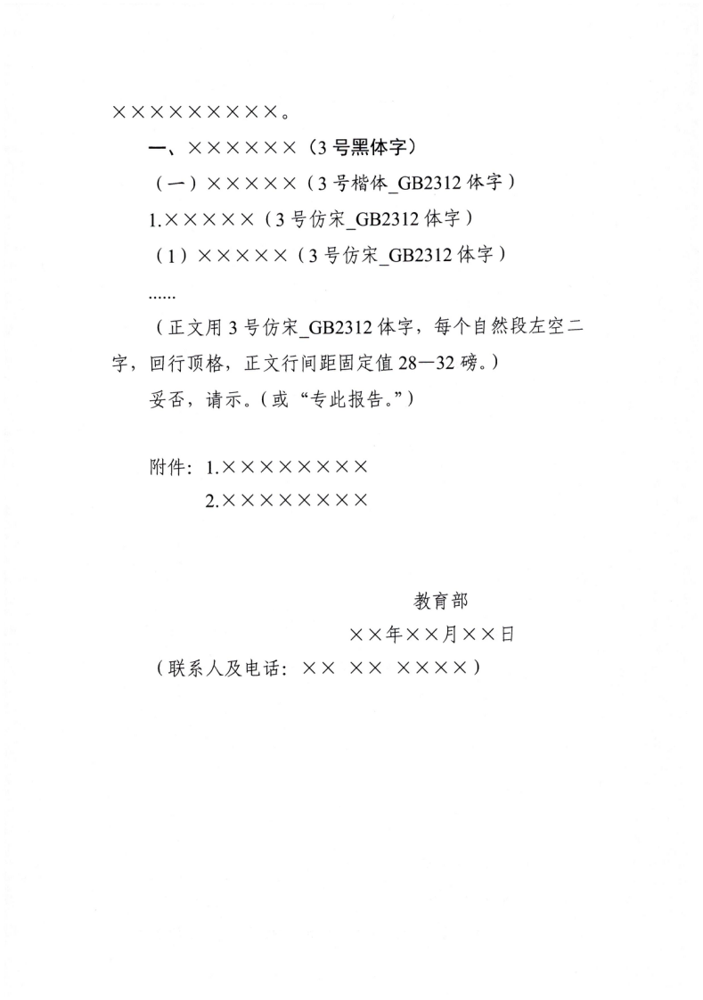 ×××××××××。
一、××××××（3 号黑体字）
（一）×××××（3 号楷体_GB2312 体字）
1.×××××（3 号仿宋_GB2312 体字）
（1）×××××（3 号仿宋_GB2312 体字）
......
（正文用 3 号仿宋_GB2312 体字，每个自然段左空二
字，回行顶格，正文行间距固定值 28—32 磅。）
妥否，请示。（或“专此报告。”）
附件：1.××××××××
2.××××××××
教育部
××年××月××日
（联系人及电话：×× ×× ××××）